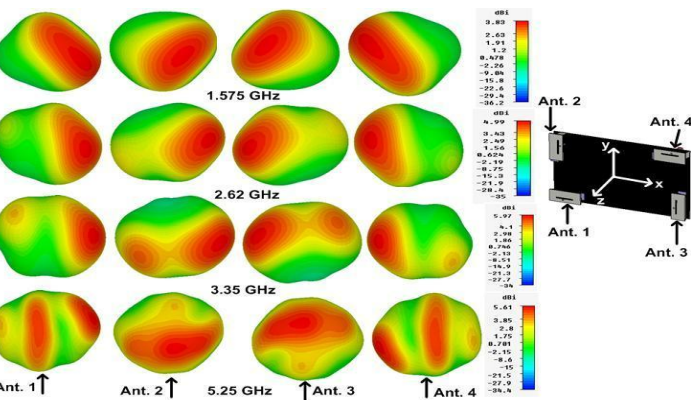 dBi
3.83
2.63
1.91
1.2
0.478
-2.26
-9.04
-15.8
-22.6
-29.4
-36.2
1.575 GHz
dBi
4.99
3.43
2.49
1.56
0.624
-2.19
-8.75
-15.3
-21.9
-28.4
-35
2.62 GHz
dBi
5.97
4.1
2.98
1.86
0.746
-2.13
-8.51
-14.9
-21.3
-27.7
-34
3.35 GHz
dBi
5.61
3.85
2.8
1.75
0.701
-2.15
-8.6
-15
-21.5
-27.9
-34.4
Ant. 1
Ant. 2
5.25 GHz
Ant. 3
Ant. 4
Ant. 2
Ant. 4
y
x
z
Ant. 1
Ant. 3